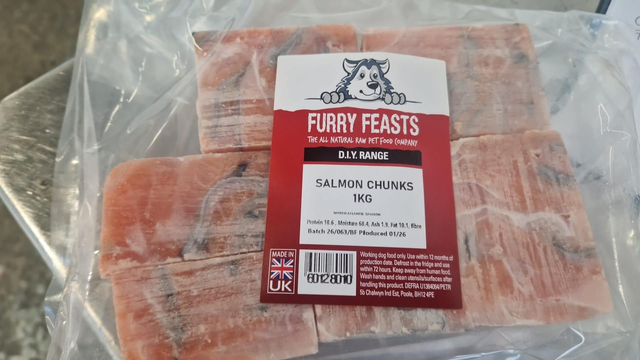 FURRY FEASTS
THE ALL NATURAL RAW PET FOOD COMPANY
D.I.Y. RANGE
SALMON CHUNKS
1KG
Protein 18.6 , Moisture 68.4, Ash 1.9, Fat 10.1, fibre
Batch 26/063/BF Produced 01/26
MADE IN
UK
60128010
Working dog food only. Use within 12 months of
production date. Defrost in the fridge and use
within 72 hours. Keep away from human food.
Wash hands and clean utensils/surfaces after
handling this product. DEFRA U1364084/PETR
5b Chalwyn Ind Est, Poole, BH12 4PE